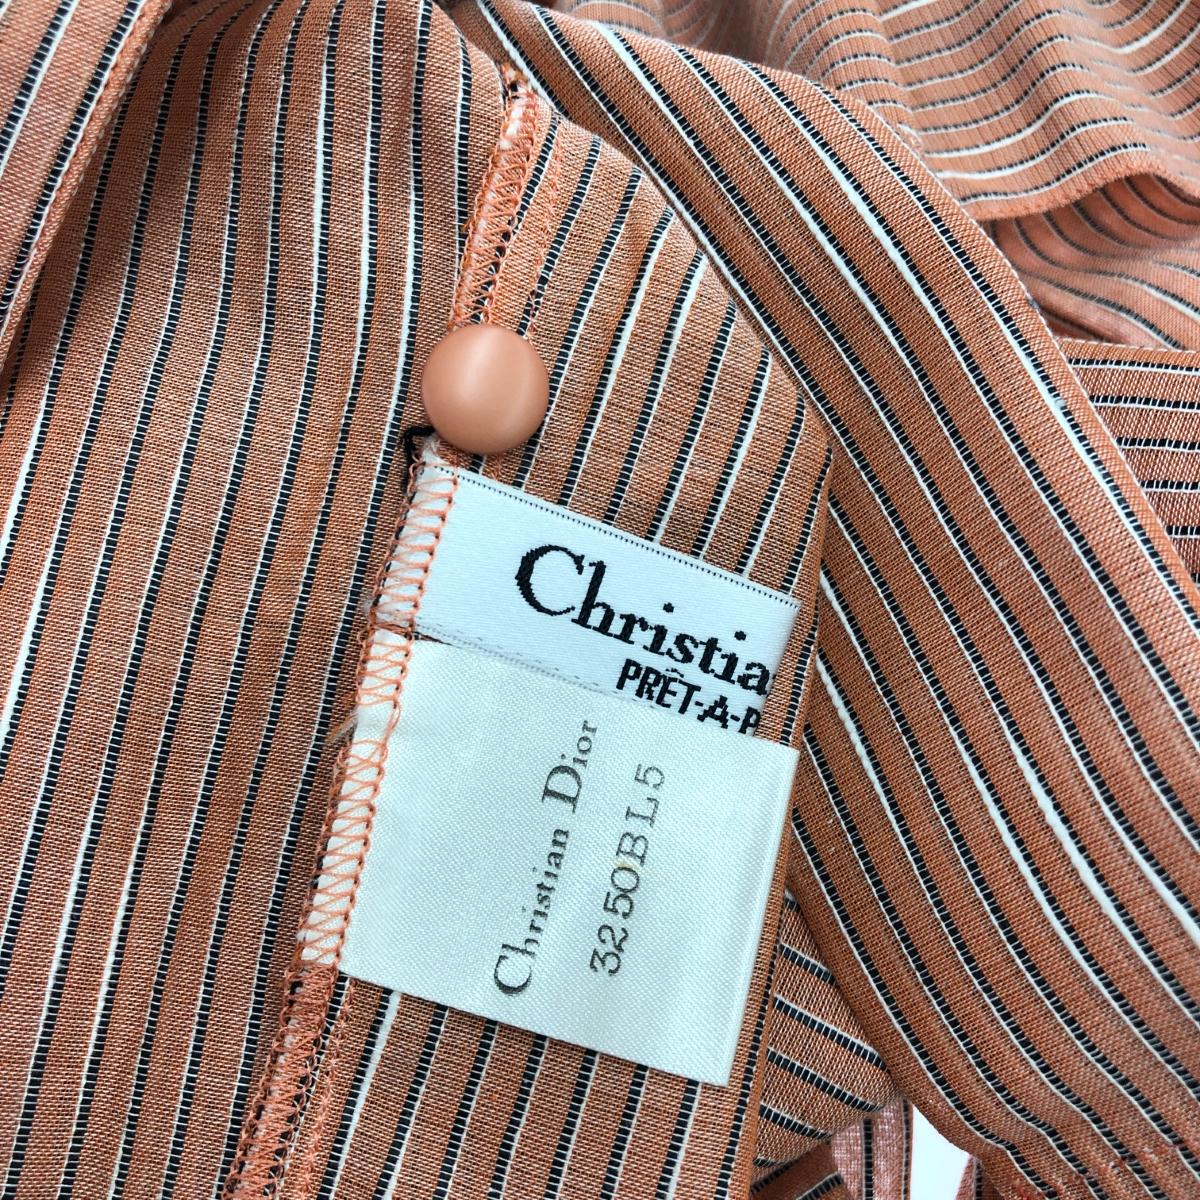 Christia
PRÊT-A-P
Christian Dior
3250BL5